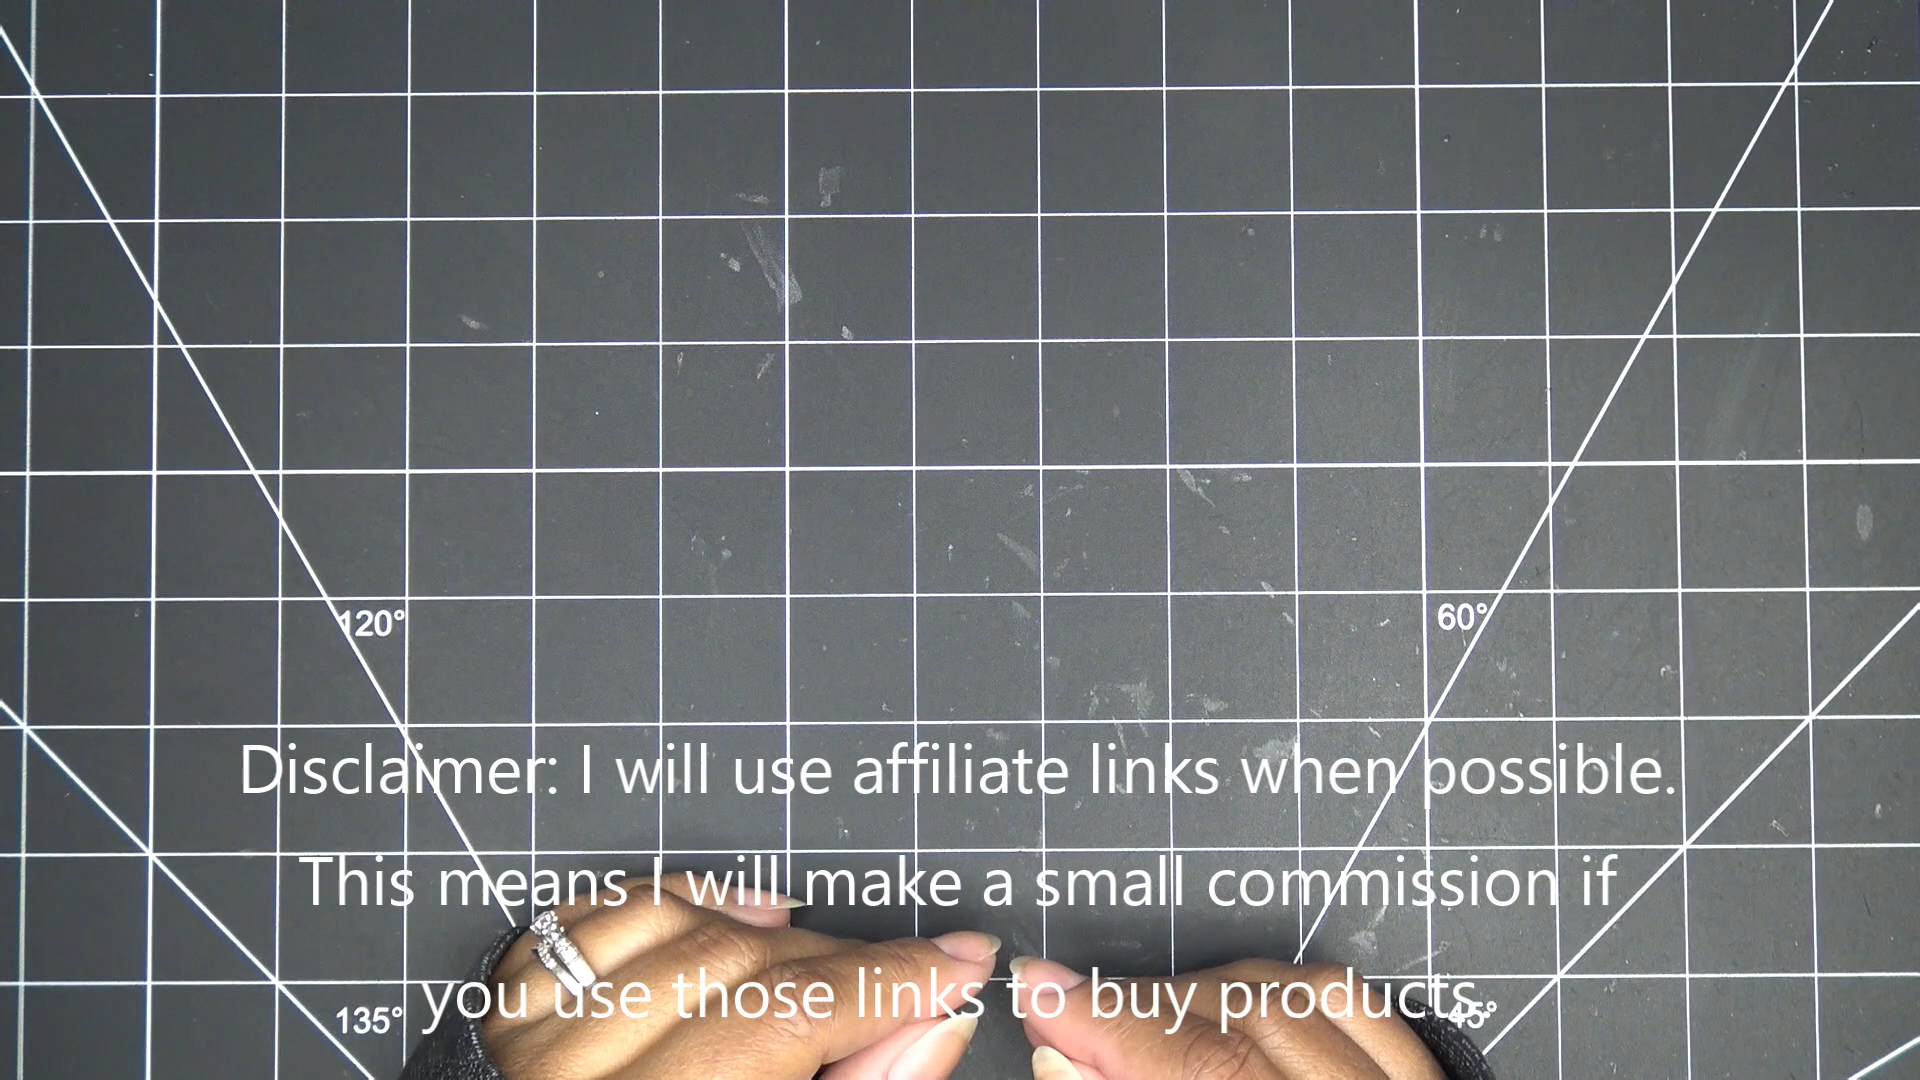 120°
60°
Disclaimer: I will use affiliate links when possible.
This means I will make a small commission if
you use those links to buy products.
135°
45°